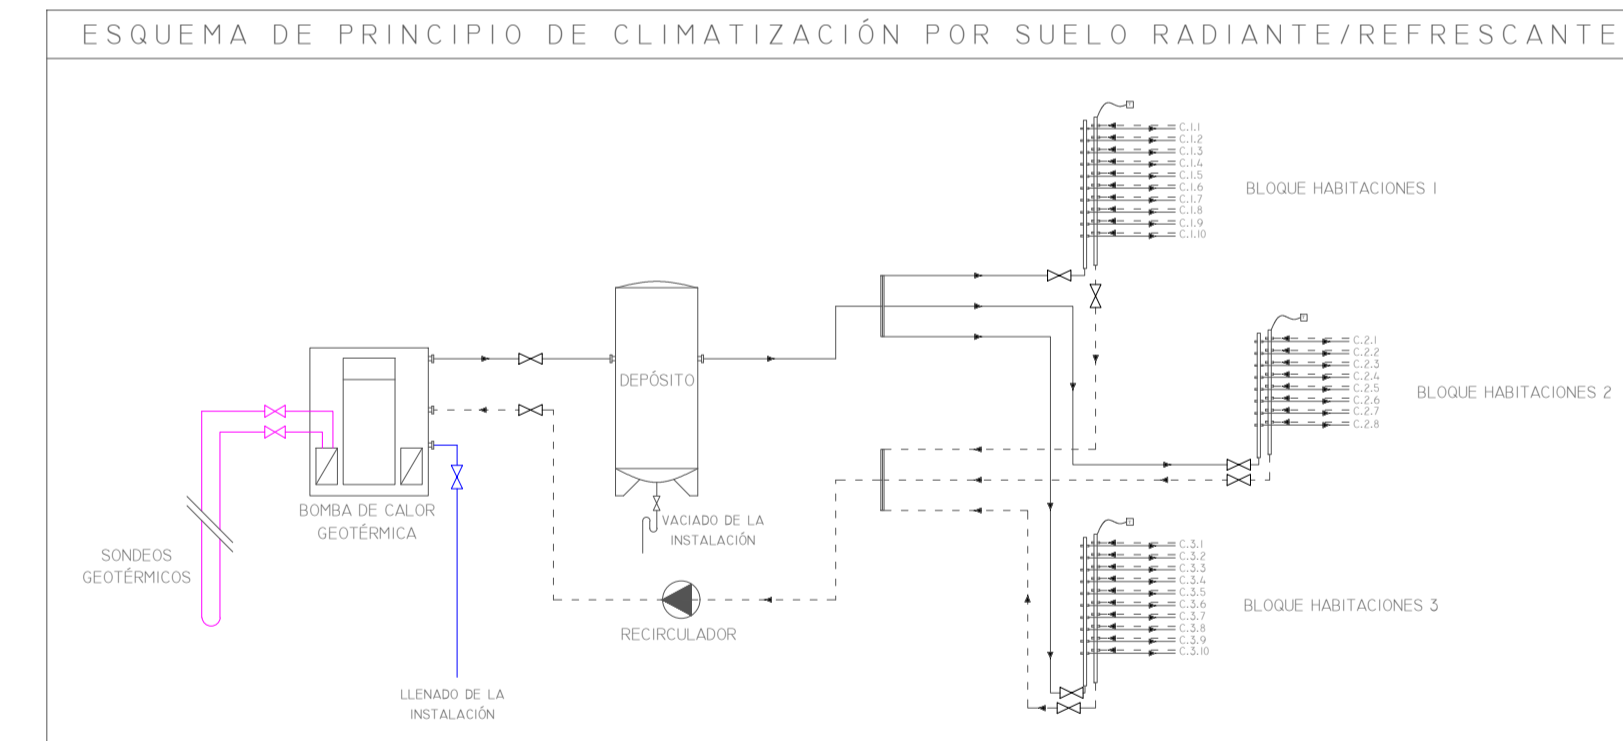 ESQUEMA DE PRINCIPIO DE CLIMATIZACIÓN POR SUELO RADIANTE/REFRESCANTE
C.1.1
C.1.2
C.1.3
C.1.4
C.1.5
C.1.6
C.1.7
C.1.8
C.1.9
C.1.10
BLOQUE HABITACIONES 1
C.2.1
C.2.2
C.2.3
C.2.4
C.2.5
C.2.6
C.2.7
C.2.8
BLOQUE HABITACIONES 2
DEPÓSITO
BOMBA DE CALOR
GEOTÉRMICA
VACIADO DE LA
INSTALACIÓN
SONDEOS
GEOTÉRMICOS
RECIRCULADOR
LLENADO DE LA
INSTALACIÓN
C.3.1
C.3.2
C.3.3
C.3.4
C.3.5
C.3.6
C.3.7
C.3.8
C.3.9
C.3.10
BLOQUE HABITACIONES 3